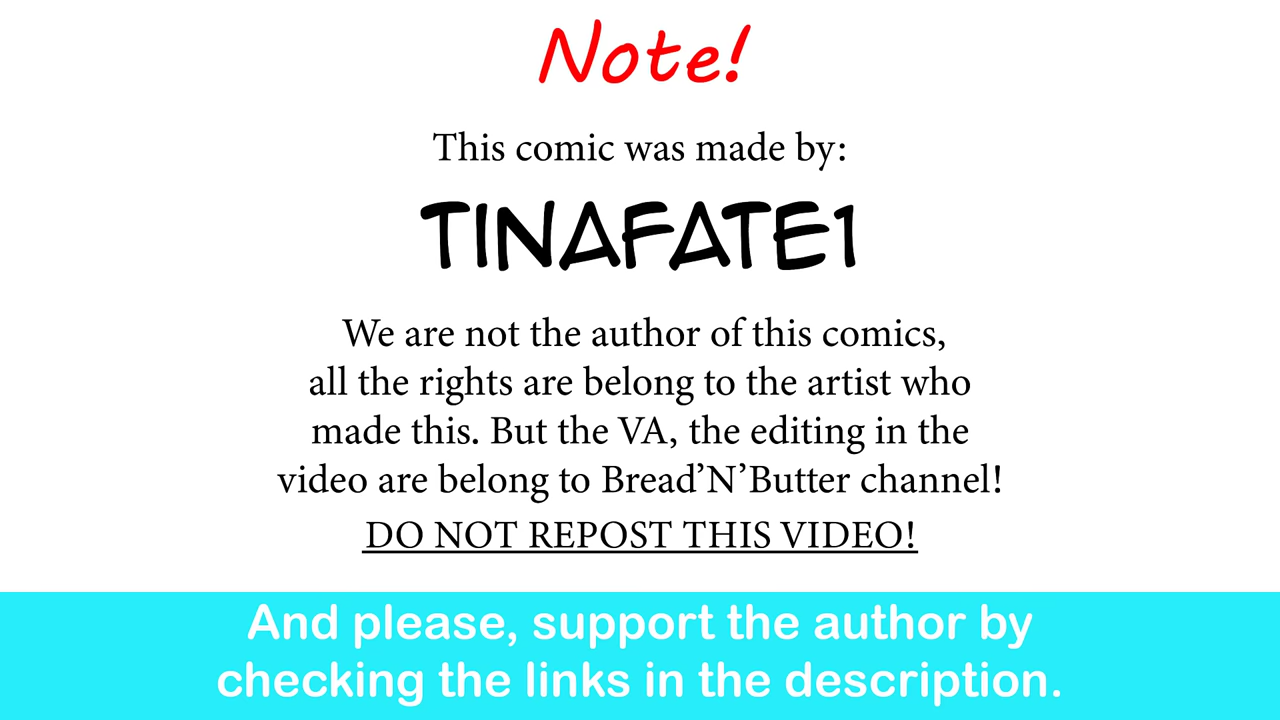 Note!
This comic was made by:
TINAFATE1
We are not the author of this comics,
all the rights are belong to the artist who
made this. But the VA, the editing in the
video are belong to Bread’N’Butter channel!
DO NOT REPOST THIS VIDEO!
And please, support the author by
checking the links in the description.